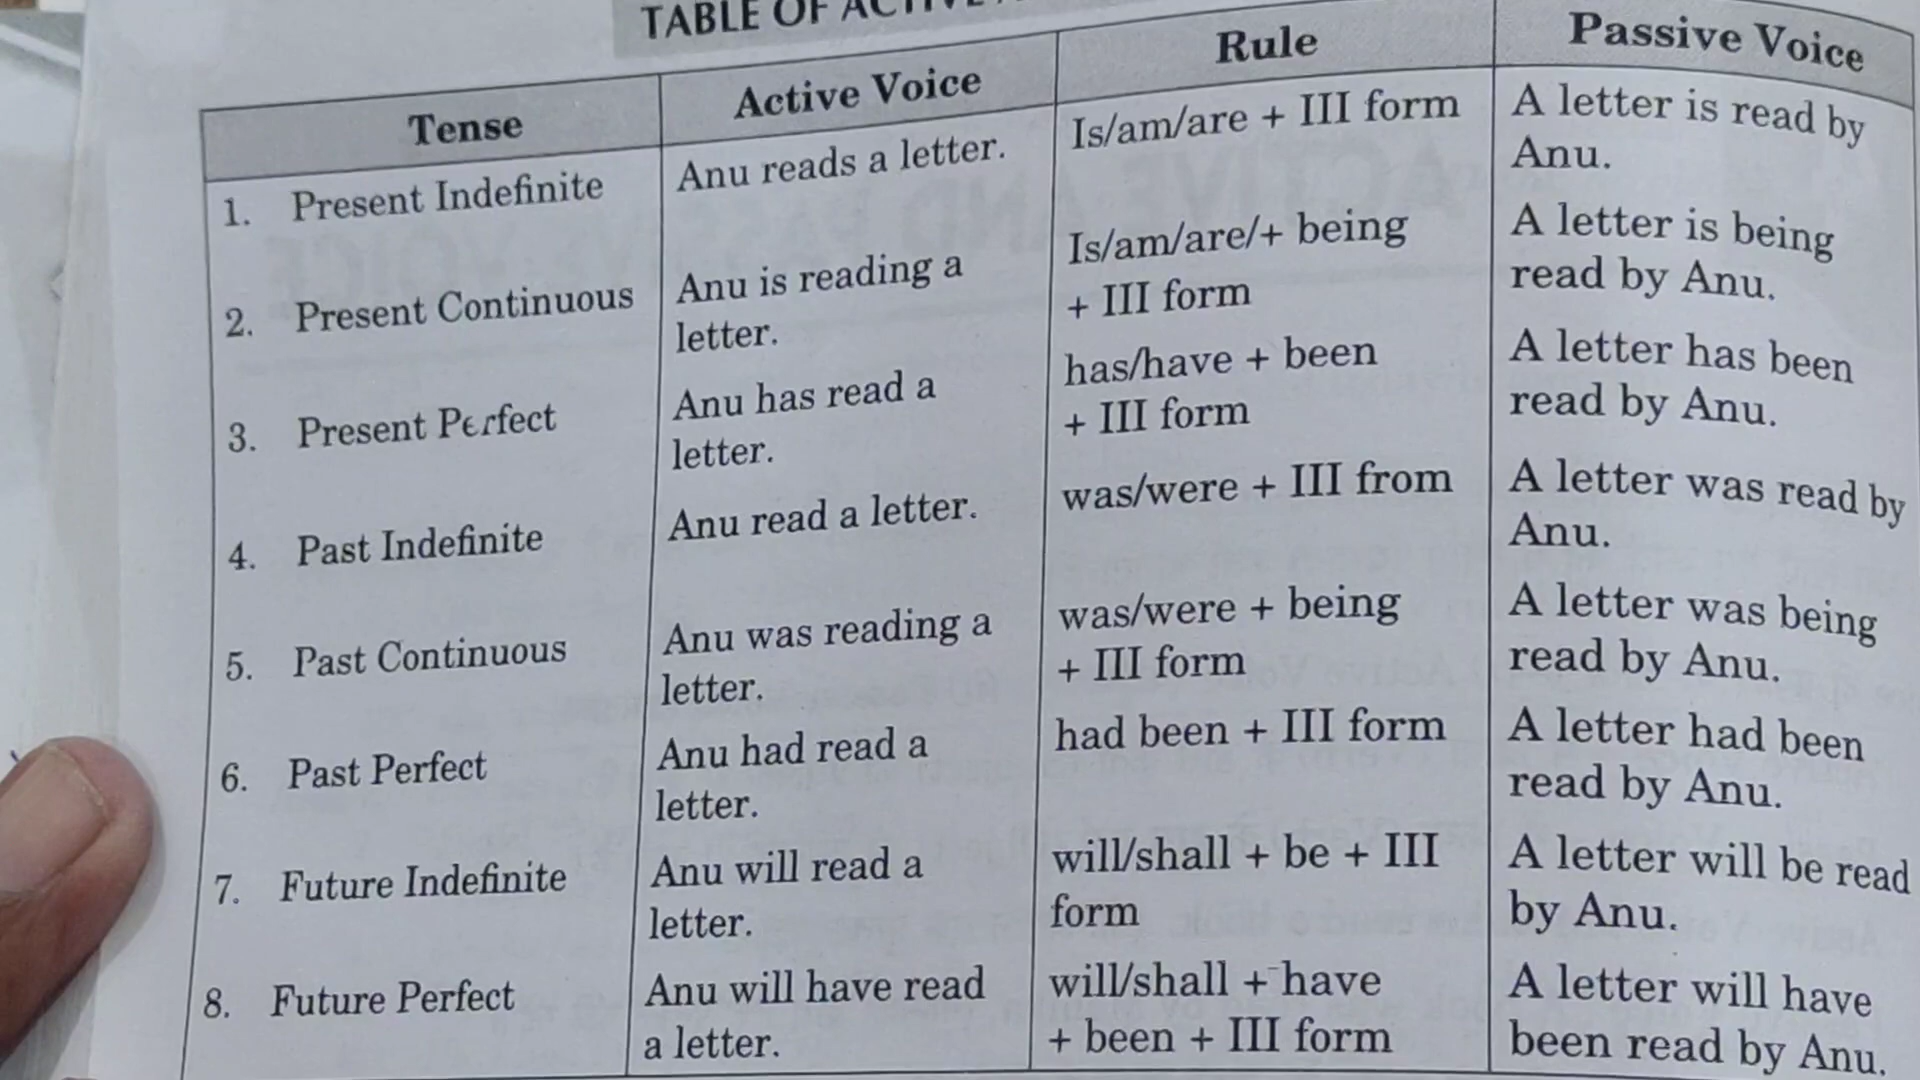 TABLE OF
Tense
Active Voice
Rule
Passive Voice
1. Present Indefinite
Anu reads a letter.
Is/am/are + III form
A letter is read by
Anu.
2. Present Continuous
Anu is reading a
letter.
Is/am/are/+ being
+ III form
A letter is being
read by Anu.
3. Present Perfect
Anu has read a
letter.
has/have + been
+ III form
A letter has been
read by Anu.
4. Past Indefinite
Anu read a letter.
was/were + III from
A letter was read by
Anu.
5. Past Continuous
Anu was reading a
letter.
was/were + being
+ III form
A letter was being
read by Anu.
6. Past Perfect
Anu had read a
letter.
had been + III form
A letter had been
read by Anu.
7. Future Indefinite
Anu will read a
letter.
will/shall + be + III
form
A letter will be read
by Anu.
8. Future Perfect
Anu will have read
a letter.
will/shall + have
+ been + III form
A letter will have
been read by Anu.